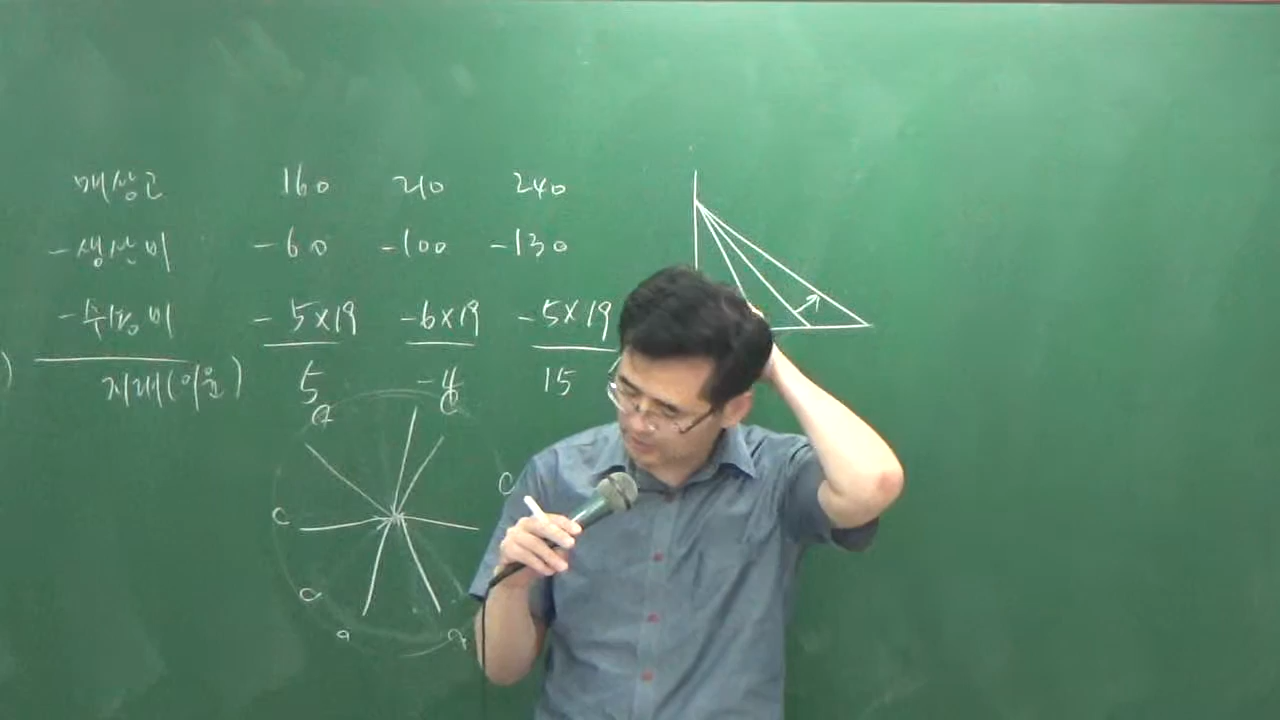 매상고 160 210 240
-생산비 -60 -100 -130
-수송비 -5×19 -6×19 -5×19
) 지대(이윤) 5 -4 15
a a
c c
a
a a